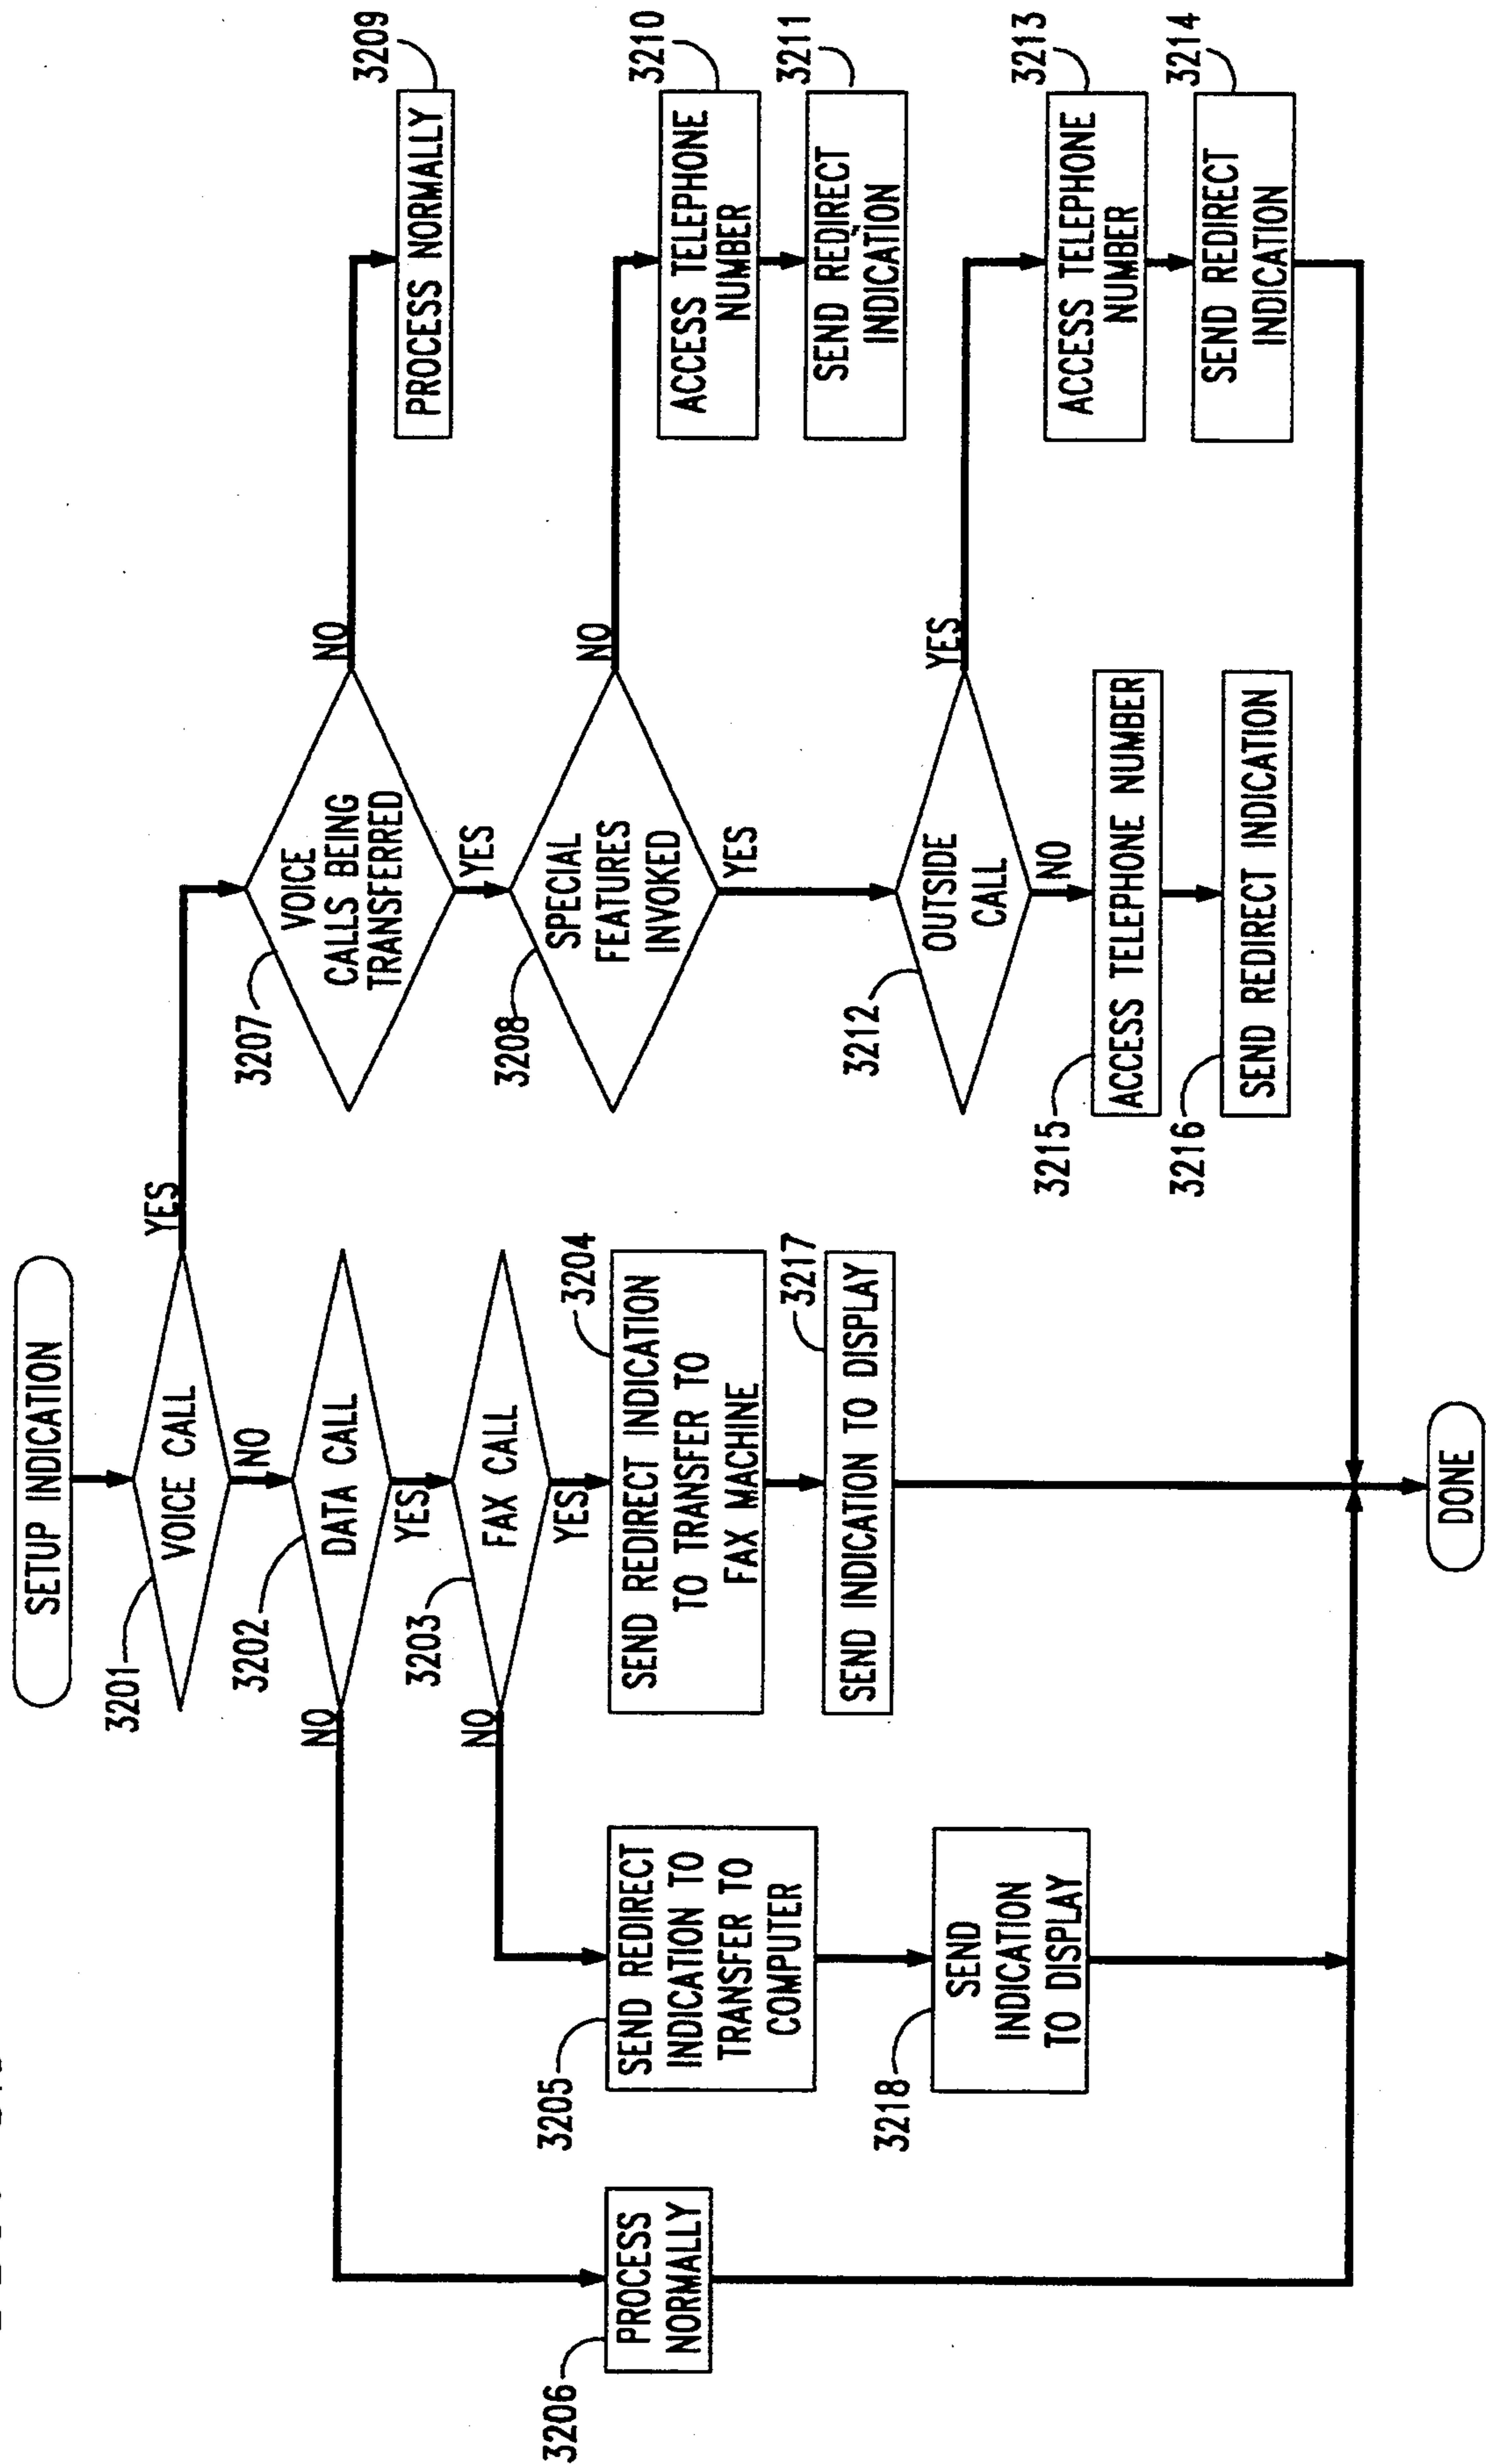 SETUP INDICATION
3201
VOICE CALL
YES
NO
3202
DATA CALL
NO
YES
3203
FAX CALL
NO
YES
3204
SEND REDIRECT INDICATION
TO TRANSFER TO
FAX MACHINE
3217
SEND INDICATION TO DISPLAY
3205
SEND REDIRECT
INDICATION TO
TRANSFER TO
COMPUTER
3218
SEND
INDICATION
TO DISPLAY
3206
PROCESS
NORMALLY
3207
VOICE
CALLS BEING
TRANSFERRED
NO
YES
3209
PROCESS NORMALLY
3208
SPECIAL
FEATURES
INVOKED
NO
YES
3210
ACCESS TELEPHONE
NUMBER
3211
SEND REDIRECT
INDICATION
3212
OUTSIDE
CALL
YES
NO
3213
ACCESS TELEPHONE
NUMBER
3214
SEND REDIRECT
INDICATION
3215
ACCESS TELEPHONE NUMBER
3216
SEND REDIRECT INDICATION
DONE